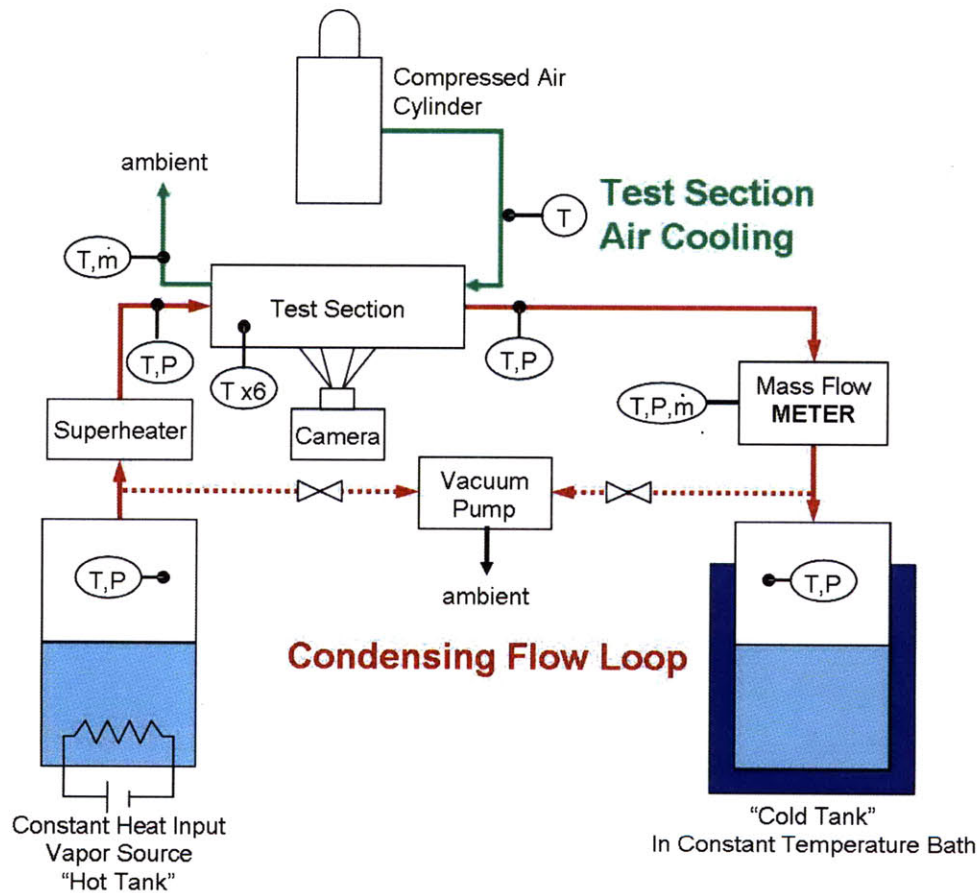 Compressed Air
Cylinder
ambient
T
Test Section
Air Cooling
T,ṁ
Test Section
T,P
T x6
T,P
Mass Flow
METER
T,P,ṁ
Superheater
Camera
Vacuum
Pump
T,P
ambient
T,P
Condensing Flow Loop
Constant Heat Input
Vapor Source
"Hot Tank"
"Cold Tank"
In Constant Temperature Bath